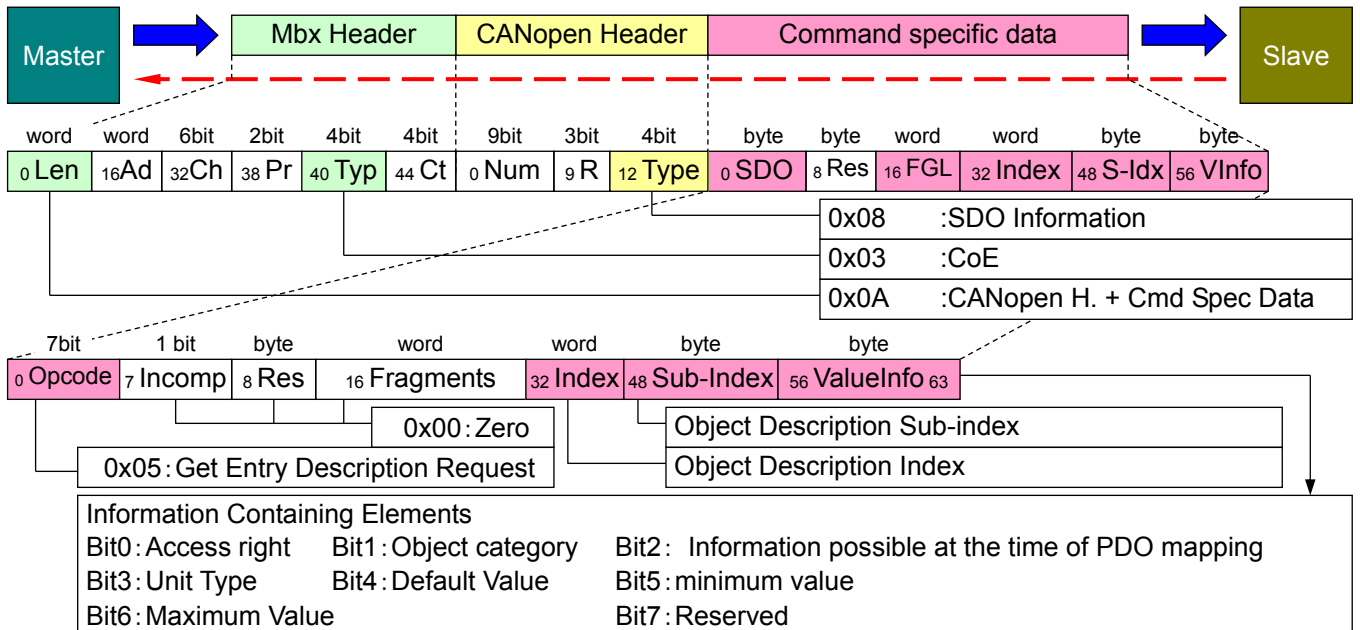 Master Mbx Header CANopen Header Command specific data Slave
word word 6bit 2bit 4bit 4bit 9bit 3bit 4bit byte byte word word byte byte
0 Len 16 Ad 32 Ch 38 Pr 40 Typ 44 Ct 0 Num 9 R 12 Type 0 SDO 8 Res 16 FGL 32 Index 48 S-Idx 56 VInfo
0x08 :SDO Information
0x03 :CoE
0x0A :CANopen H. + Cmd Spec Data
7bit 1 bit byte word word byte byte
0 Opcode 7 Incomp 8 Res 16 Fragments 32 Index 48 Sub-Index 56 ValueInfo 63
0x00:Zero Object Description Sub-index
0x05:Get Entry Description Request Object Description Index
Information Containing Elements
Bit0:Access right Bit1:Object category Bit2: Information possible at the time of PDO mapping
Bit3:Unit Type Bit4:Default Value Bit5:minimum value
Bit6:Maximum Value Bit7:Reserved